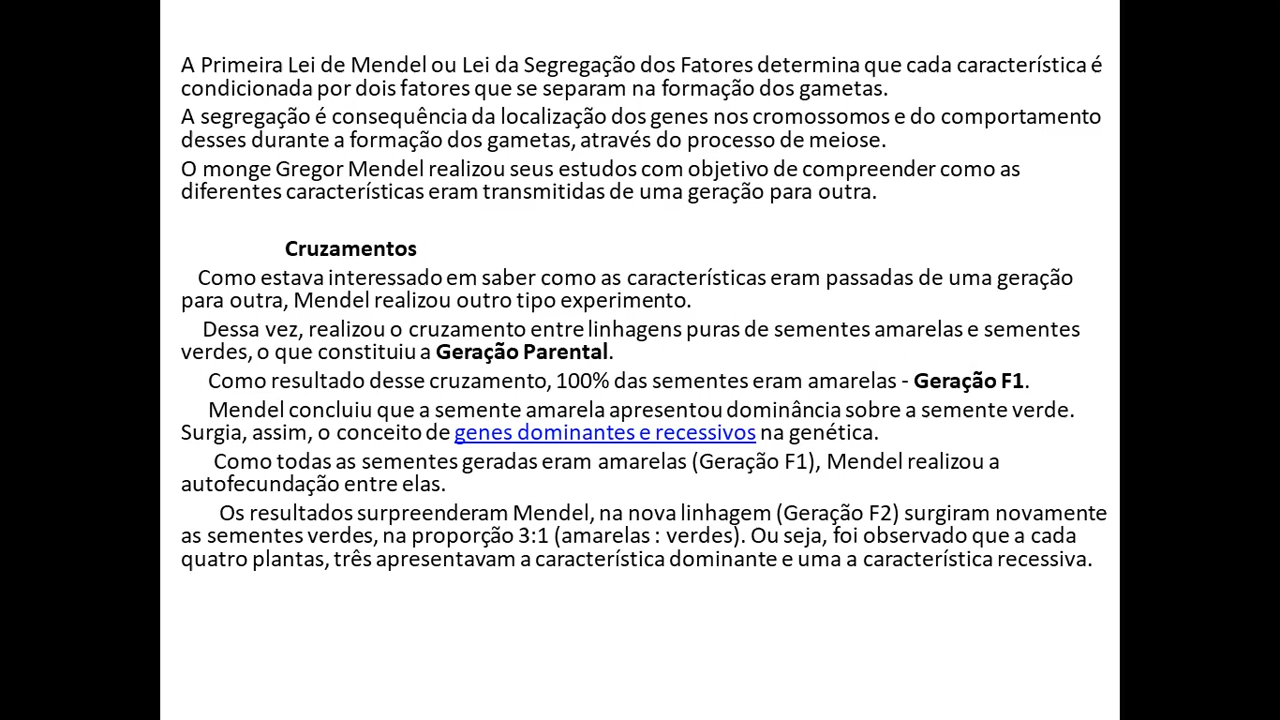 A Primeira Lei de Mendel ou Lei da Segregação dos Fatores determina que cada característica é
condicionada por dois fatores que se separam na formação dos gametas.
A segregação é consequência da localização dos genes nos cromossomos e do comportamento
desses durante a formação dos gametas, através do processo de meiose.
O monge Gregor Mendel realizou seus estudos com objetivo de compreender como as
diferentes características eram transmitidas de uma geração para outra.
Cruzamentos
Como estava interessado em saber como as características eram passadas de uma geração
para outra, Mendel realizou outro tipo experimento.
Dessa vez, realizou o cruzamento entre linhagens puras de sementes amarelas e sementes
verdes, o que constituiu a Geração Parental.
Como resultado desse cruzamento, 100% das sementes eram amarelas - Geração F1.
Mendel concluiu que a semente amarela apresentou dominância sobre a semente verde.
Surgia, assim, o conceito de genes dominantes e recessivos na genética.
Como todas as sementes geradas eram amarelas (Geração F1), Mendel realizou a
autofecundação entre elas.
Os resultados surpreenderam Mendel, na nova linhagem (Geração F2) surgiram novamente
as sementes verdes, na proporção 3:1 (amarelas : verdes). Ou seja, foi observado que a cada
quatro plantas, três apresentavam a característica dominante e uma a característica recessiva.